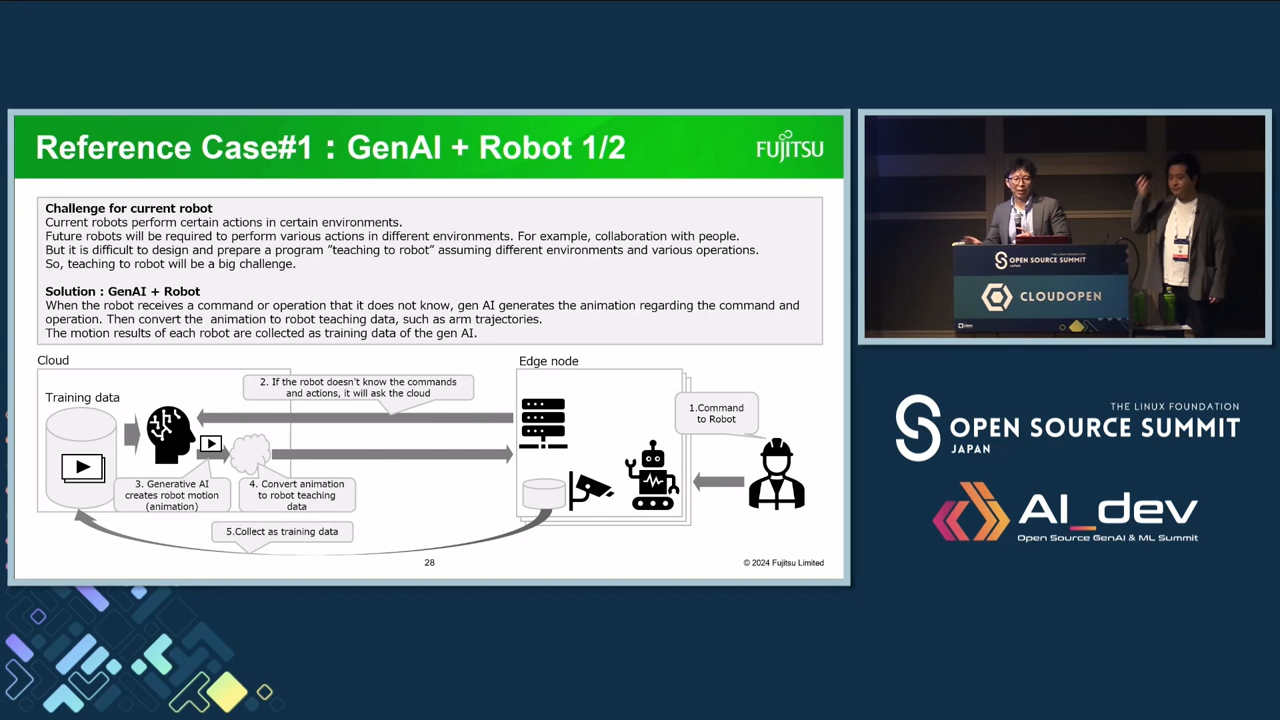 Reference Case#1 : GenAI + Robot 1/2
FUJITSU
Challenge for current robot
Current robots perform certain actions in certain environments.
Future robots will be required to perform various actions in different environments. For example, collaboration with people.
But it is difficult to design and prepare a program "teaching to robot" assuming different environments and various operations.
So, teaching to robot will be a big challenge.
Solution : GenAI + Robot
When the robot receives a command or operation that it does not know, gen AI generates the animation regarding the command and
operation. Then convert the animation to robot teaching data, such as arm trajectories.
The motion results of each robot are collected as training data of the gen AI.
Cloud
Edge node
Training data
2. If the robot doesn't know the commands
and actions, it will ask the cloud
1.Command
to Robot
3. Generative AI
creates robot motion
(animation)
4. Convert animation
to robot teaching
data
5.Collect as training data
28
© 2024 Fujitsu Limited
OPEN SOURCE SUMMIT
JAPAN
CLOUDOPEN
THE LINUX FOUNDATION
OPEN SOURCE SUMMIT
JAPAN
AI_dev
Open Source GenAI & ML Summit